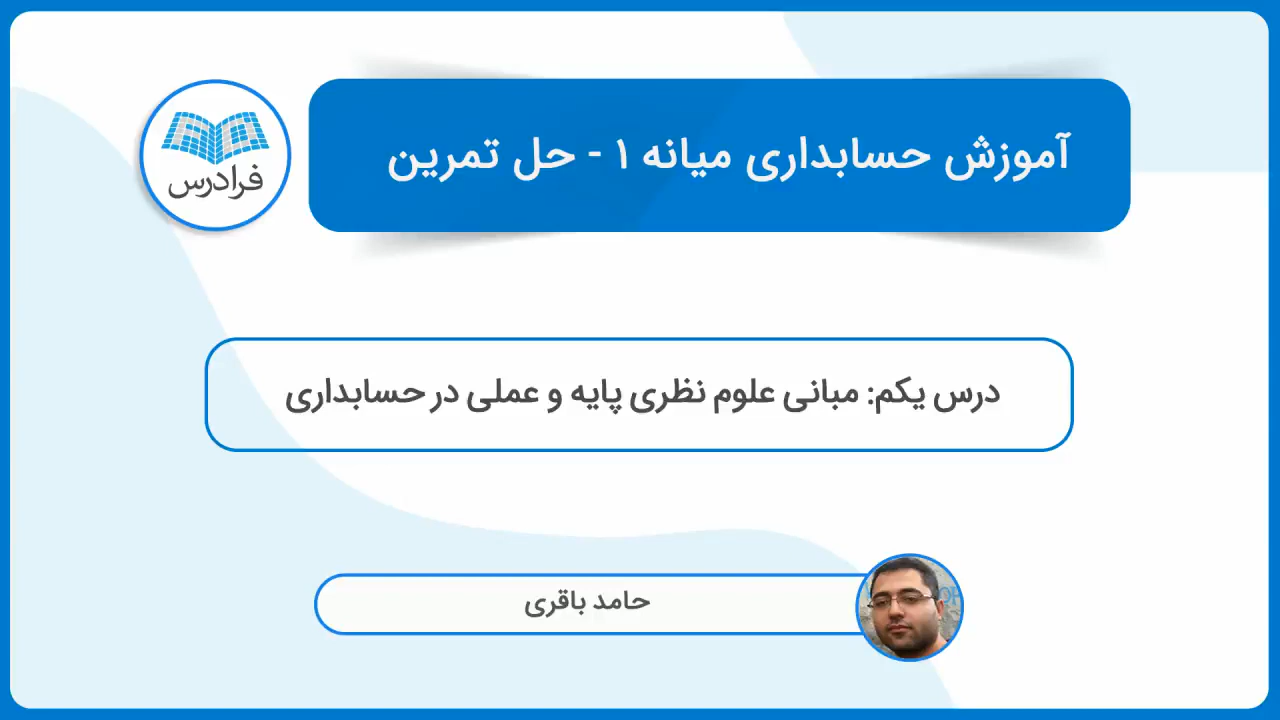 آموزش حسابداری میانه ۱ - حل تمرین
فرادرس
درس یکم: مبانی علوم نظری پایه و عملی در حسابداری
حامد باقری